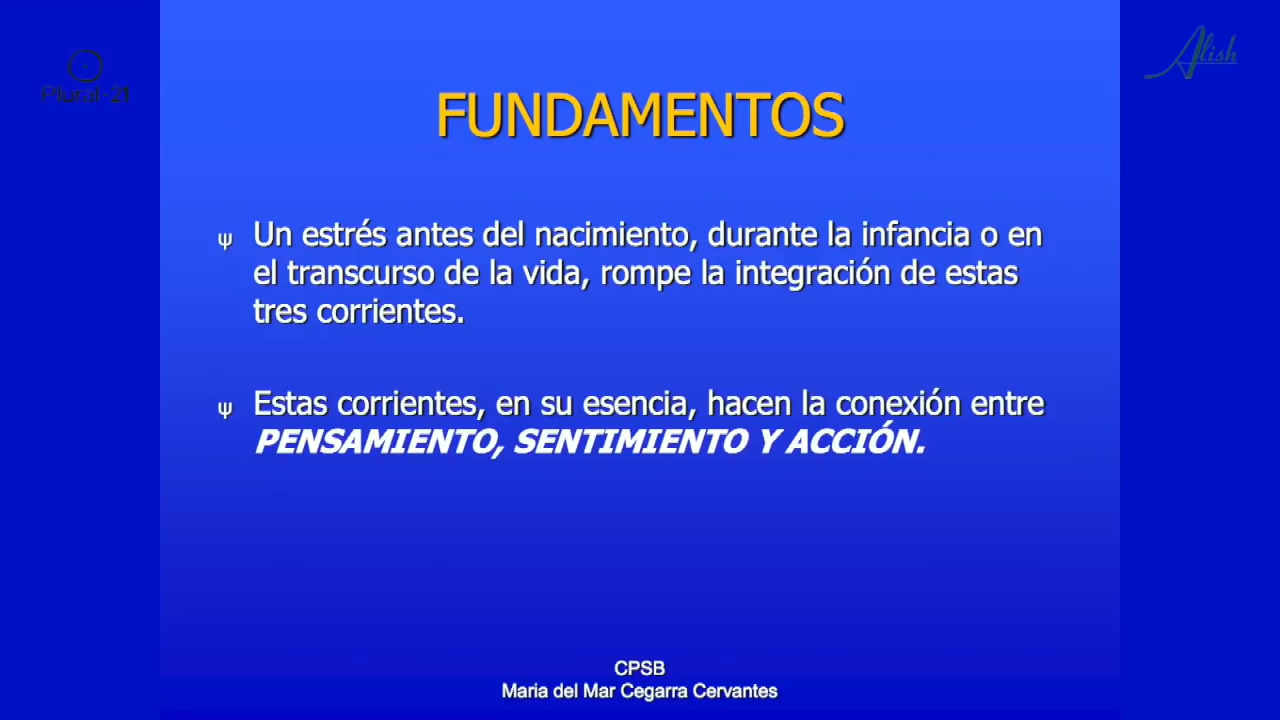 Plural-21
Alish
FUNDAMENTOS
ψ Un estrés antes del nacimiento, durante la infancia o en
el transcurso de la vida, rompe la integración de estas
tres corrientes.
ψ Estas corrientes, en su esencia, hacen la conexión entre
PENSAMIENTO, SENTIMIENTO Y ACCIÓN.
CPSB
Maria del Mar Cegarra Cervantes